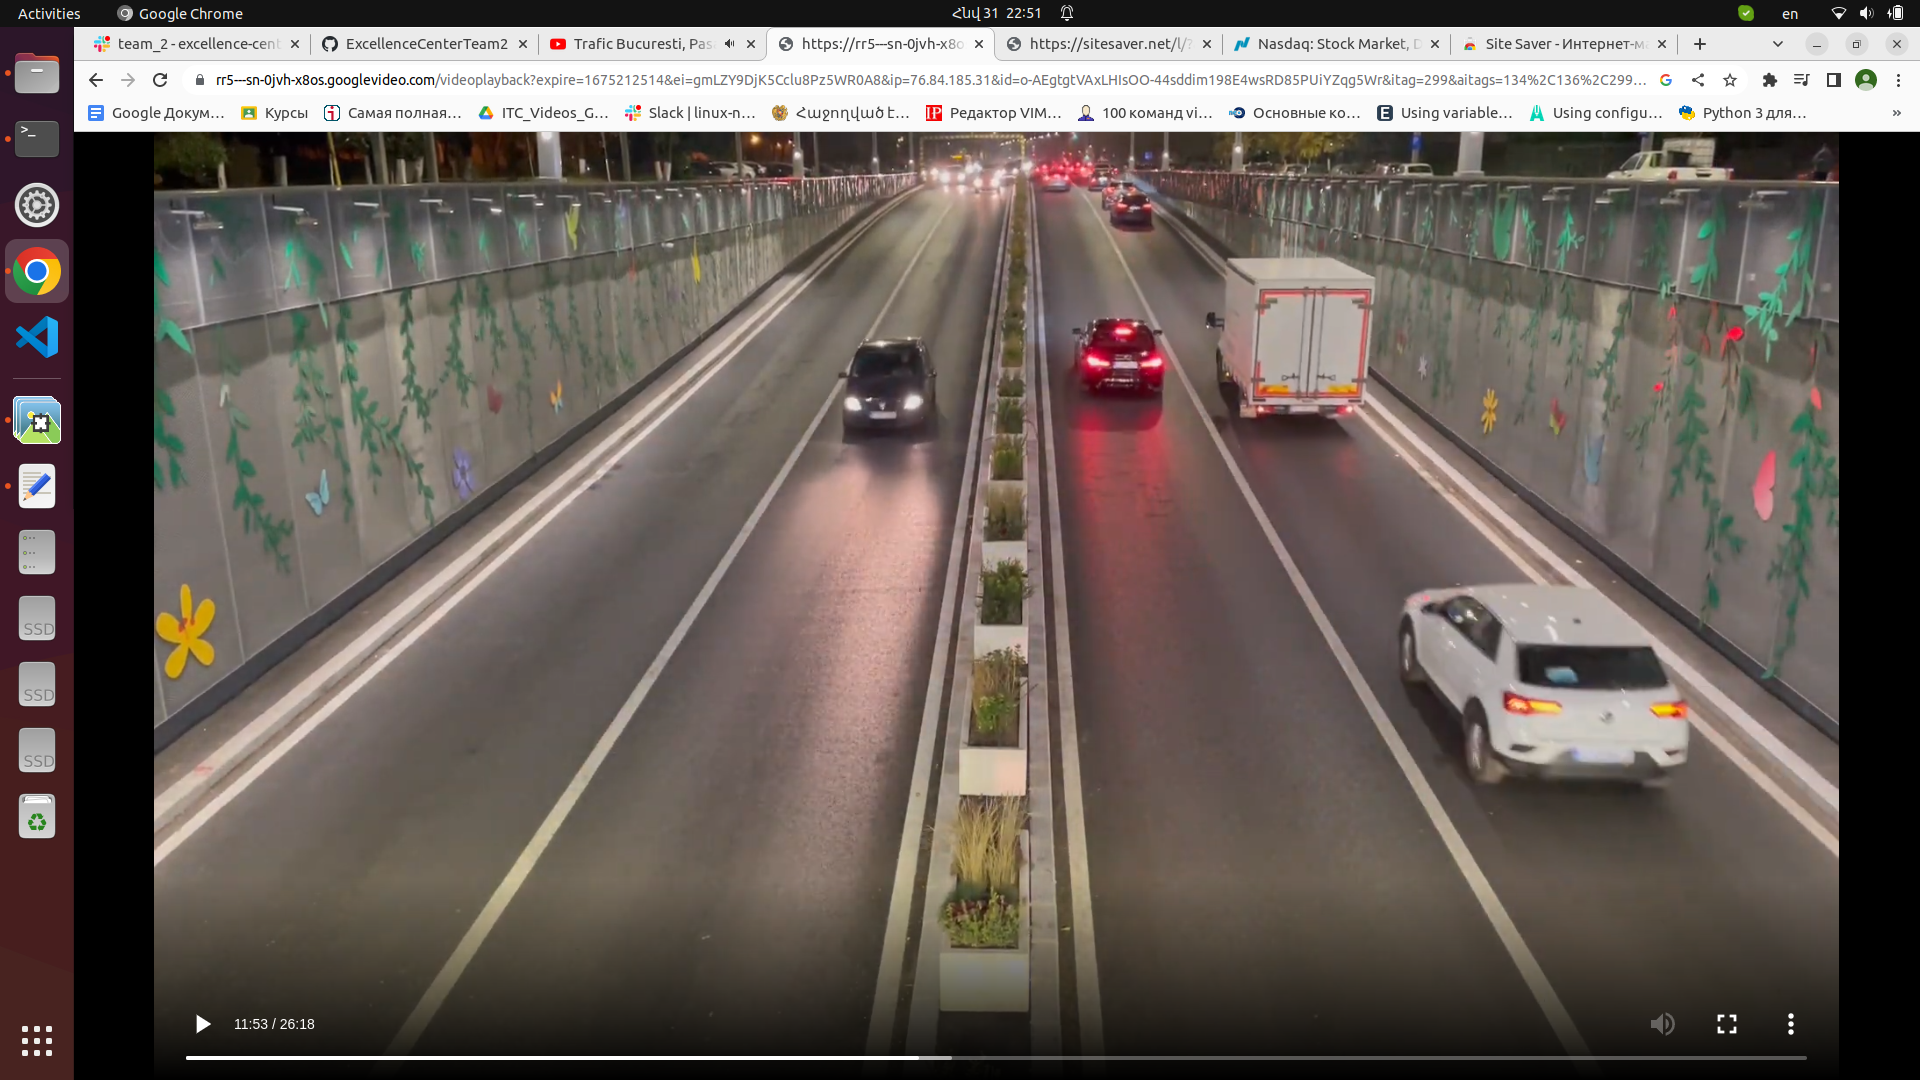 Activities
Google Chrome
Հնվ 31 22:51
en
team_2 - excellence-cent
ExcellenceCenterTeam2
Trafic Bucuresti, Pas
https://rr5---sn-0jvh-x8o
https://sitesaver.net/l/?
Nasdaq: Stock Market, D
Site Saver - Интернет-м
rr5---sn-0jvh-x8os.googlevideo.com/videoplayback?expire=1675212514&ei=gmLZY9DjK5Cclu8Pz5WR0A8&ip=76.84.185.31&id=o-AEgtgtVAxLHIsOO-44sddim198E4wsRD85PUiYZqg5Wr&itag=299&aitags=134%2C136%2C299...
Google Докум...
Курсы
Самая полная...
ITC_Videos_G...
Slack | linux-n...
Հաջողված է...
Редактор VIM...
100 команд vi...
Основные ко...
Using variable...
Using configu...
Python 3 для...
»
>_
SSD
SSD
SSD
11:53 / 26:18